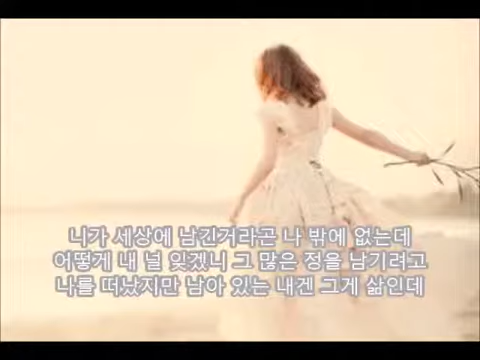 니가 세상에 남긴거라곤 나 밖에 없는데
어떻게 내 널 잊겠니 그 많은 정을 남기려고
나를 떠났지만 남아 있는 내겐 그게 삶인데